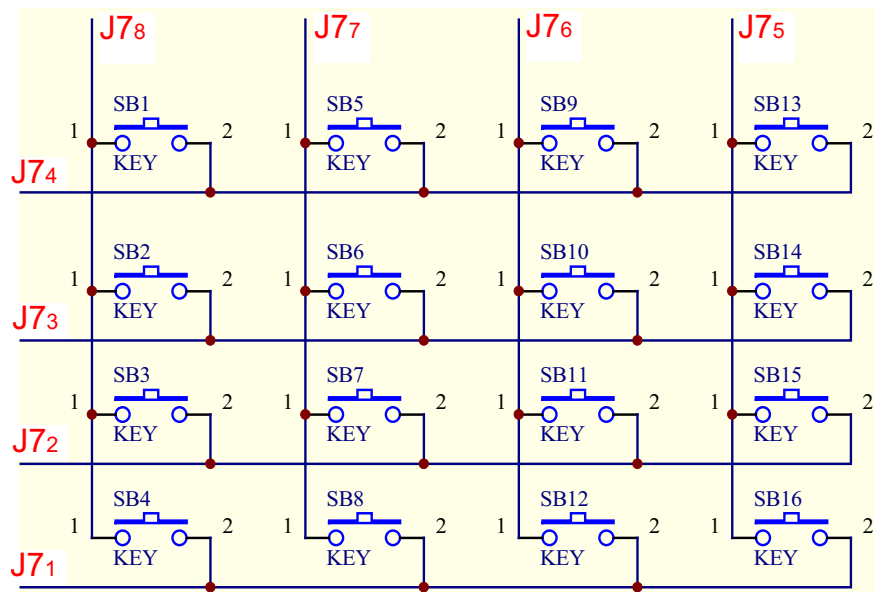 J78 J77 J76 J75
SB1 SB5 SB9 SB13
1 2 1 2 1 2 1 2
KEY KEY KEY KEY
J74
SB2 SB6 SB10 SB14
1 2 1 2 1 2 1 2
KEY KEY KEY KEY
J73
SB3 SB7 SB11 SB15
1 2 1 2 1 2 1 2
KEY KEY KEY KEY
J72
SB4 SB8 SB12 SB16
1 2 1 2 1 2 1 2
KEY KEY KEY KEY
J71